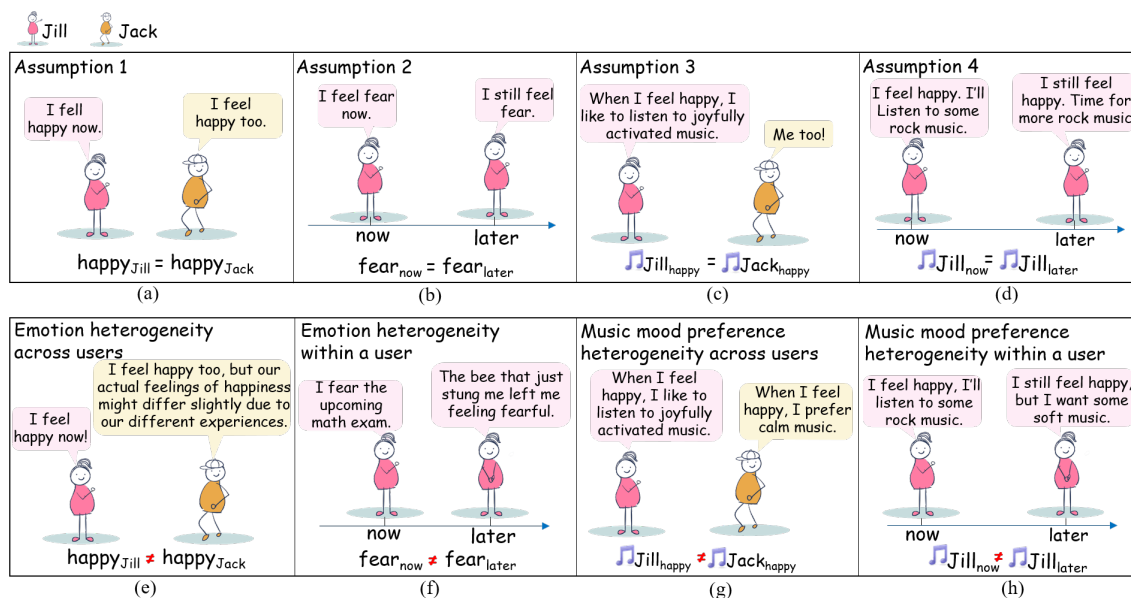 Jill Jack
Assumption 1
I fell
happy now.
I feel
happy too.
happyJill = happyJack
(a)
Assumption 2
I feel fear
now.
I still feel
fear.
now later
fearnow = fearlater
(b)
Assumption 3
When I feel happy, I
like to listen to joyfully
activated music.
Me too!
🎵Jillhappy = 🎵Jackhappy
(c)
Assumption 4
I feel happy. I'll
Listen to some
rock music.
I still feel
happy. Time for
more rock music
now later
🎵Jillnow = 🎵Jilllater
(d)
Emotion heterogeneity
across users
I feel
happy now!
I feel happy too, but our
actual feelings of happiness
might differ slightly due to
our different experiences.
happyJill ≠ happyJack
(e)
Emotion heterogeneity
within a user
I fear the
upcoming
math exam.
The bee that just
stung me left me
feeling fearful.
now later
fearnow ≠ fearlater
(f)
Music mood preference
heterogeneity across users
When I feel
happy, I like to
listen to joyfully
activated music.
When I feel
happy, I prefer
calm music.
🎵Jillhappy ≠ 🎵Jackhappy
(g)
Music mood preference
heterogeneity within a user
I feel happy, I'll
listen to some
rock music.
I still feel happy,
but I want some
soft music.
now later
🎵Jillnow ≠ 🎵Jilllater
(h)